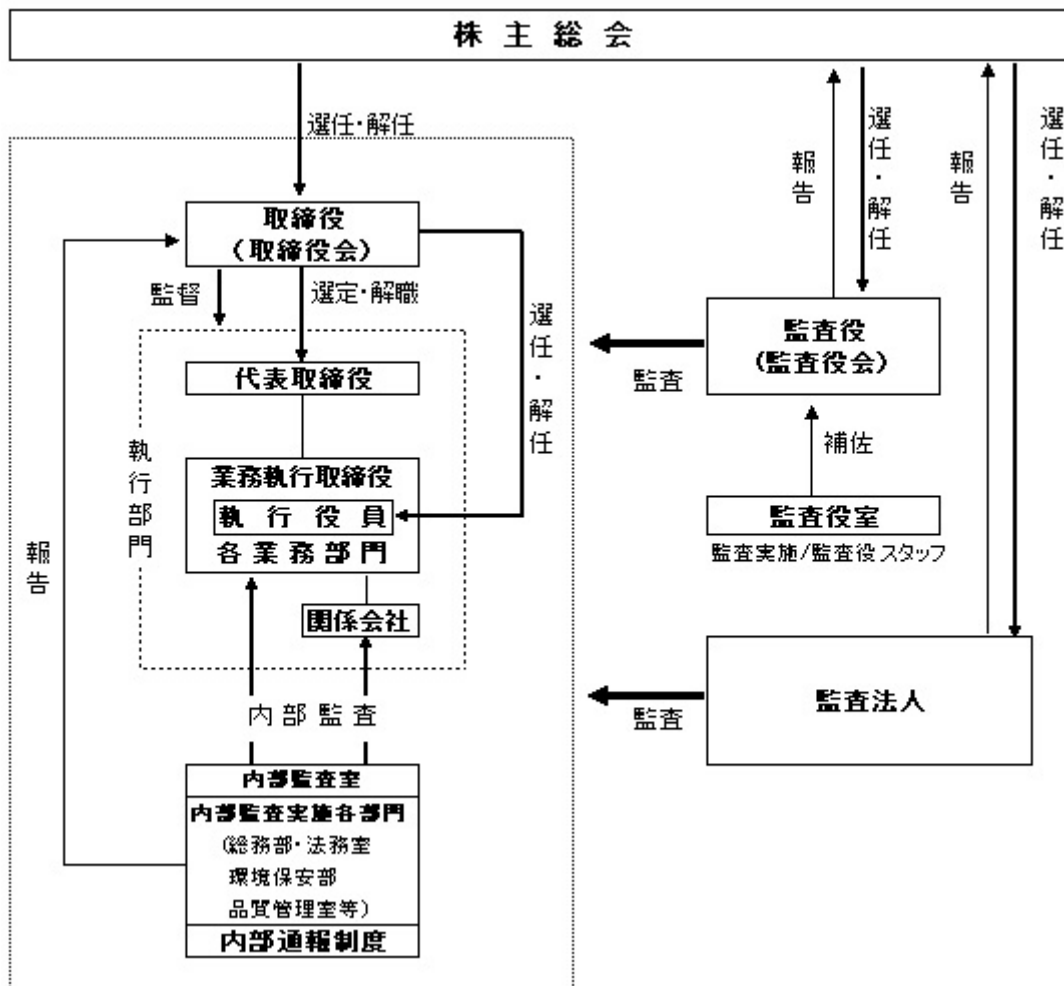 株主総会
選任・解任
報告
選任・解任
報告
選任・解任
取締役
(取締役会)
監督
選定・解職
選任・解任
代表取締役
執行部門
業務執行取締役
執行役員
各業務部門
関係会社
報告
内部監査
内部監査室
内部監査実施各部門
(総務部・法務室
環境保安部
品質管理室等)
内部通報制度
監査役
(監査役会)
監査
補佐
監査役室
監査実施/監査役スタッフ
監査法人
監査